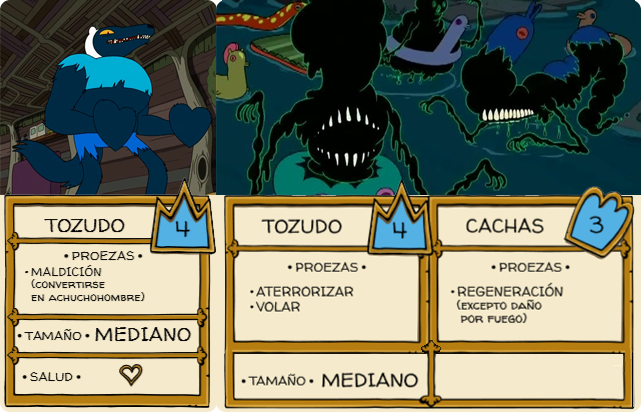 TOZUDO
4
• PROEZAS •
• MALDICIÓN
(CONVERTIRSE
EN ACHUCHOHOMBRE)
• TAMAÑO • MEDIANO
• SALUD •
TOZUDO
4
• PROEZAS •
• ATERRORIZAR
• VOLAR
• TAMAÑO • MEDIANO
CACHAS
3
• PROEZAS •
• REGENERACIÓN
(EXCEPTO DAÑO
POR FUEGO)